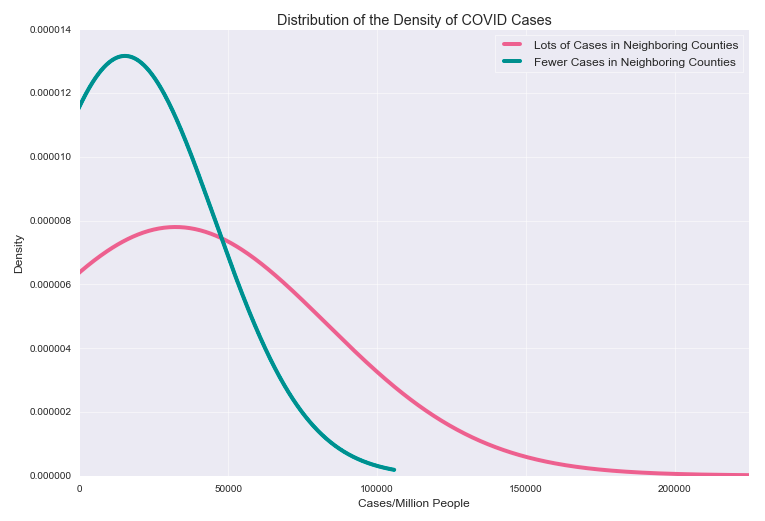 Distribution of the Density of COVID Cases
Lots of Cases in Neighboring Counties
Fewer Cases in Neighboring Counties
0.000014
0.000012
0.000010
0.000008
0.000006
0.000004
0.000002
0.000000
Density
0
50000
100000
150000
200000
Cases/Million People